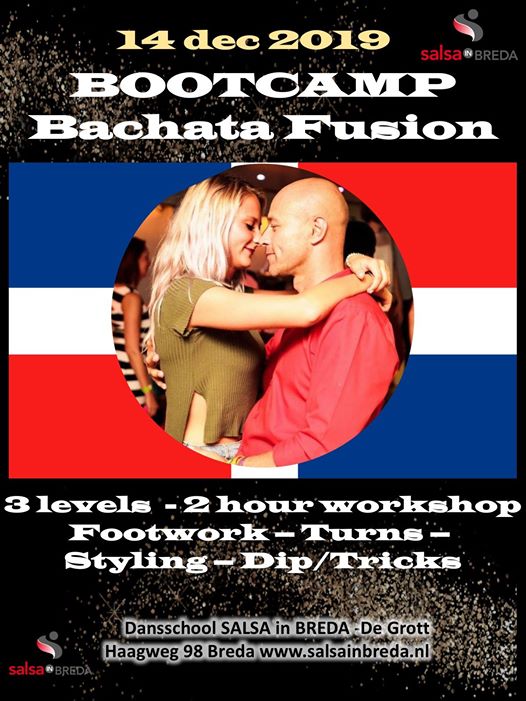 14 dec 2019
salsa IN BREDA
BOOTCAMP
Bachata Fusion
3 levels - 2 hour workshop
Footwork – Turns –
Styling – Dip/Tricks
Dansschool SALSA in BREDA -De Grott
Haagweg 98 Breda www.salsainbreda.nl
salsa IN BREDA